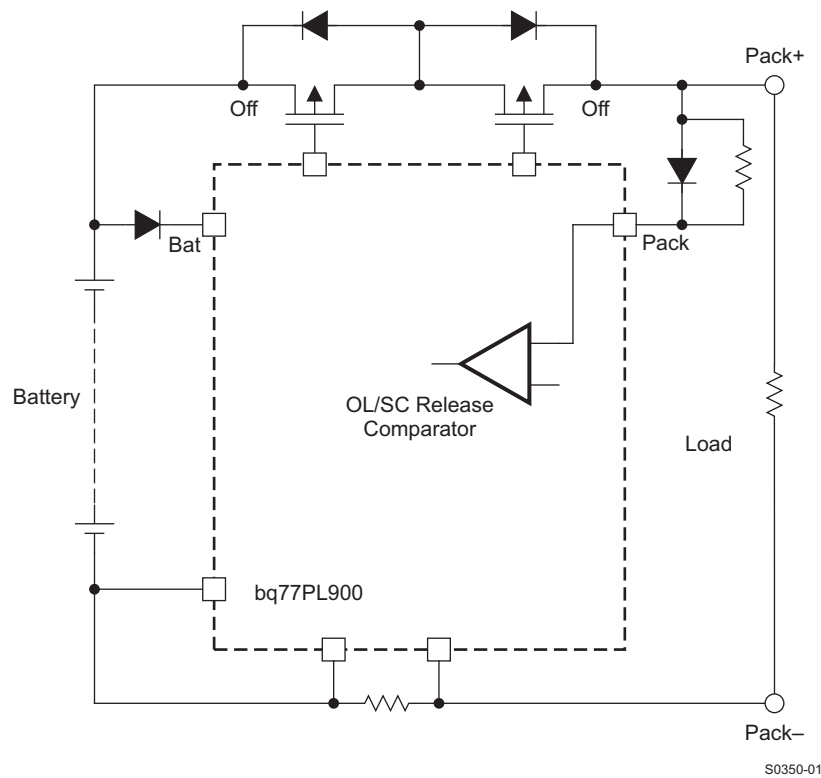 Pack+
Off
Off
Bat
Pack
OL/SC Release
Comparator
Battery
Load
bq77PL900
Pack–
S0350-01